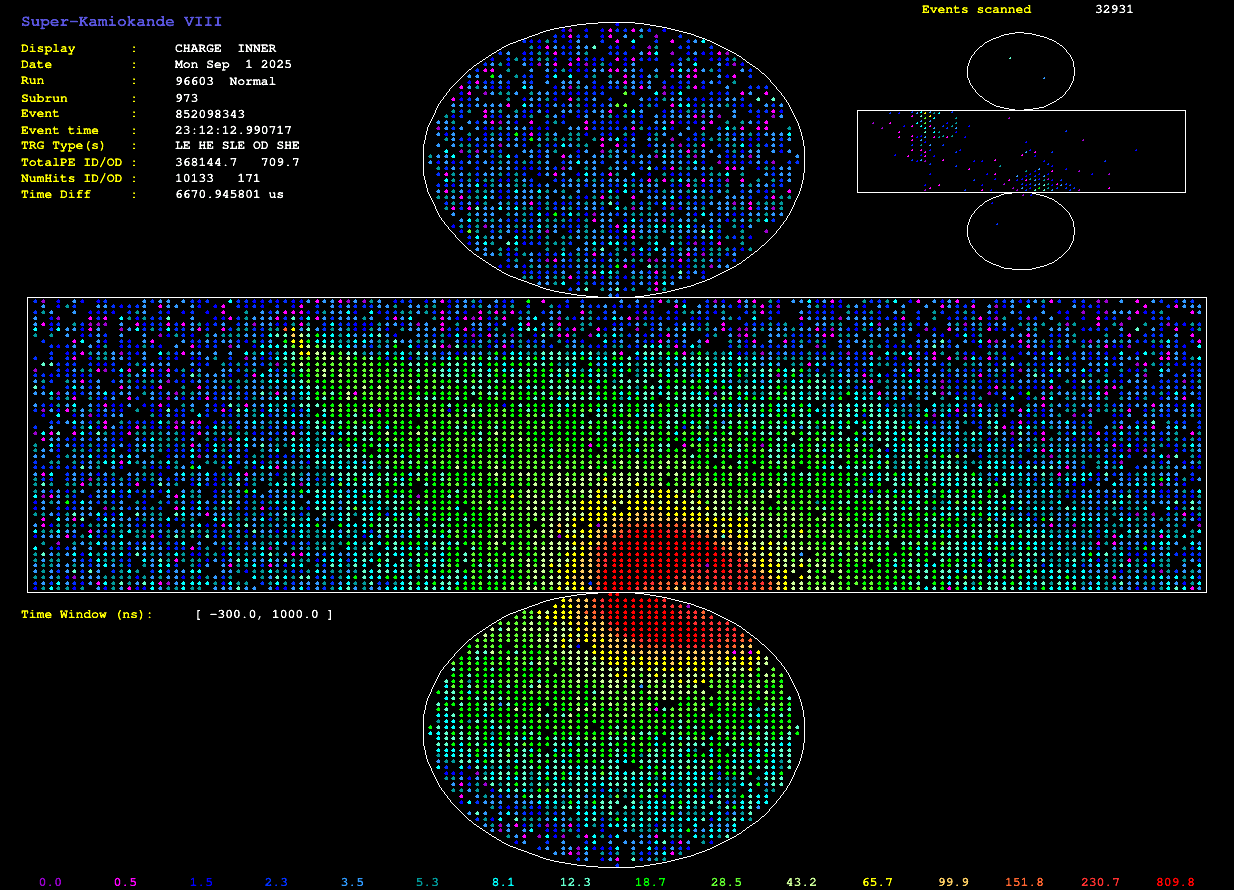 Super-Kamiokande VIII
Events scanned 32931
Display : CHARGE INNER
Date : Mon Sep 1 2025
Run : 96603 Normal
Subrun : 973
Event : 852098343
Event time : 23:12:12.990717
TRG Type(s) : LE HE SLE OD SHE
TotalPE ID/OD : 368144.7 709.7
NumHits ID/OD : 10133 171
Time Diff : 6670.945801 us
Time Window (ns): [ -300.0, 1000.0 ]
0.0 0.5 1.5 2.3 3.5 5.3 8.1 12.3 18.7 28.5 43.2 65.7 99.9 151.8 230.7 809.8